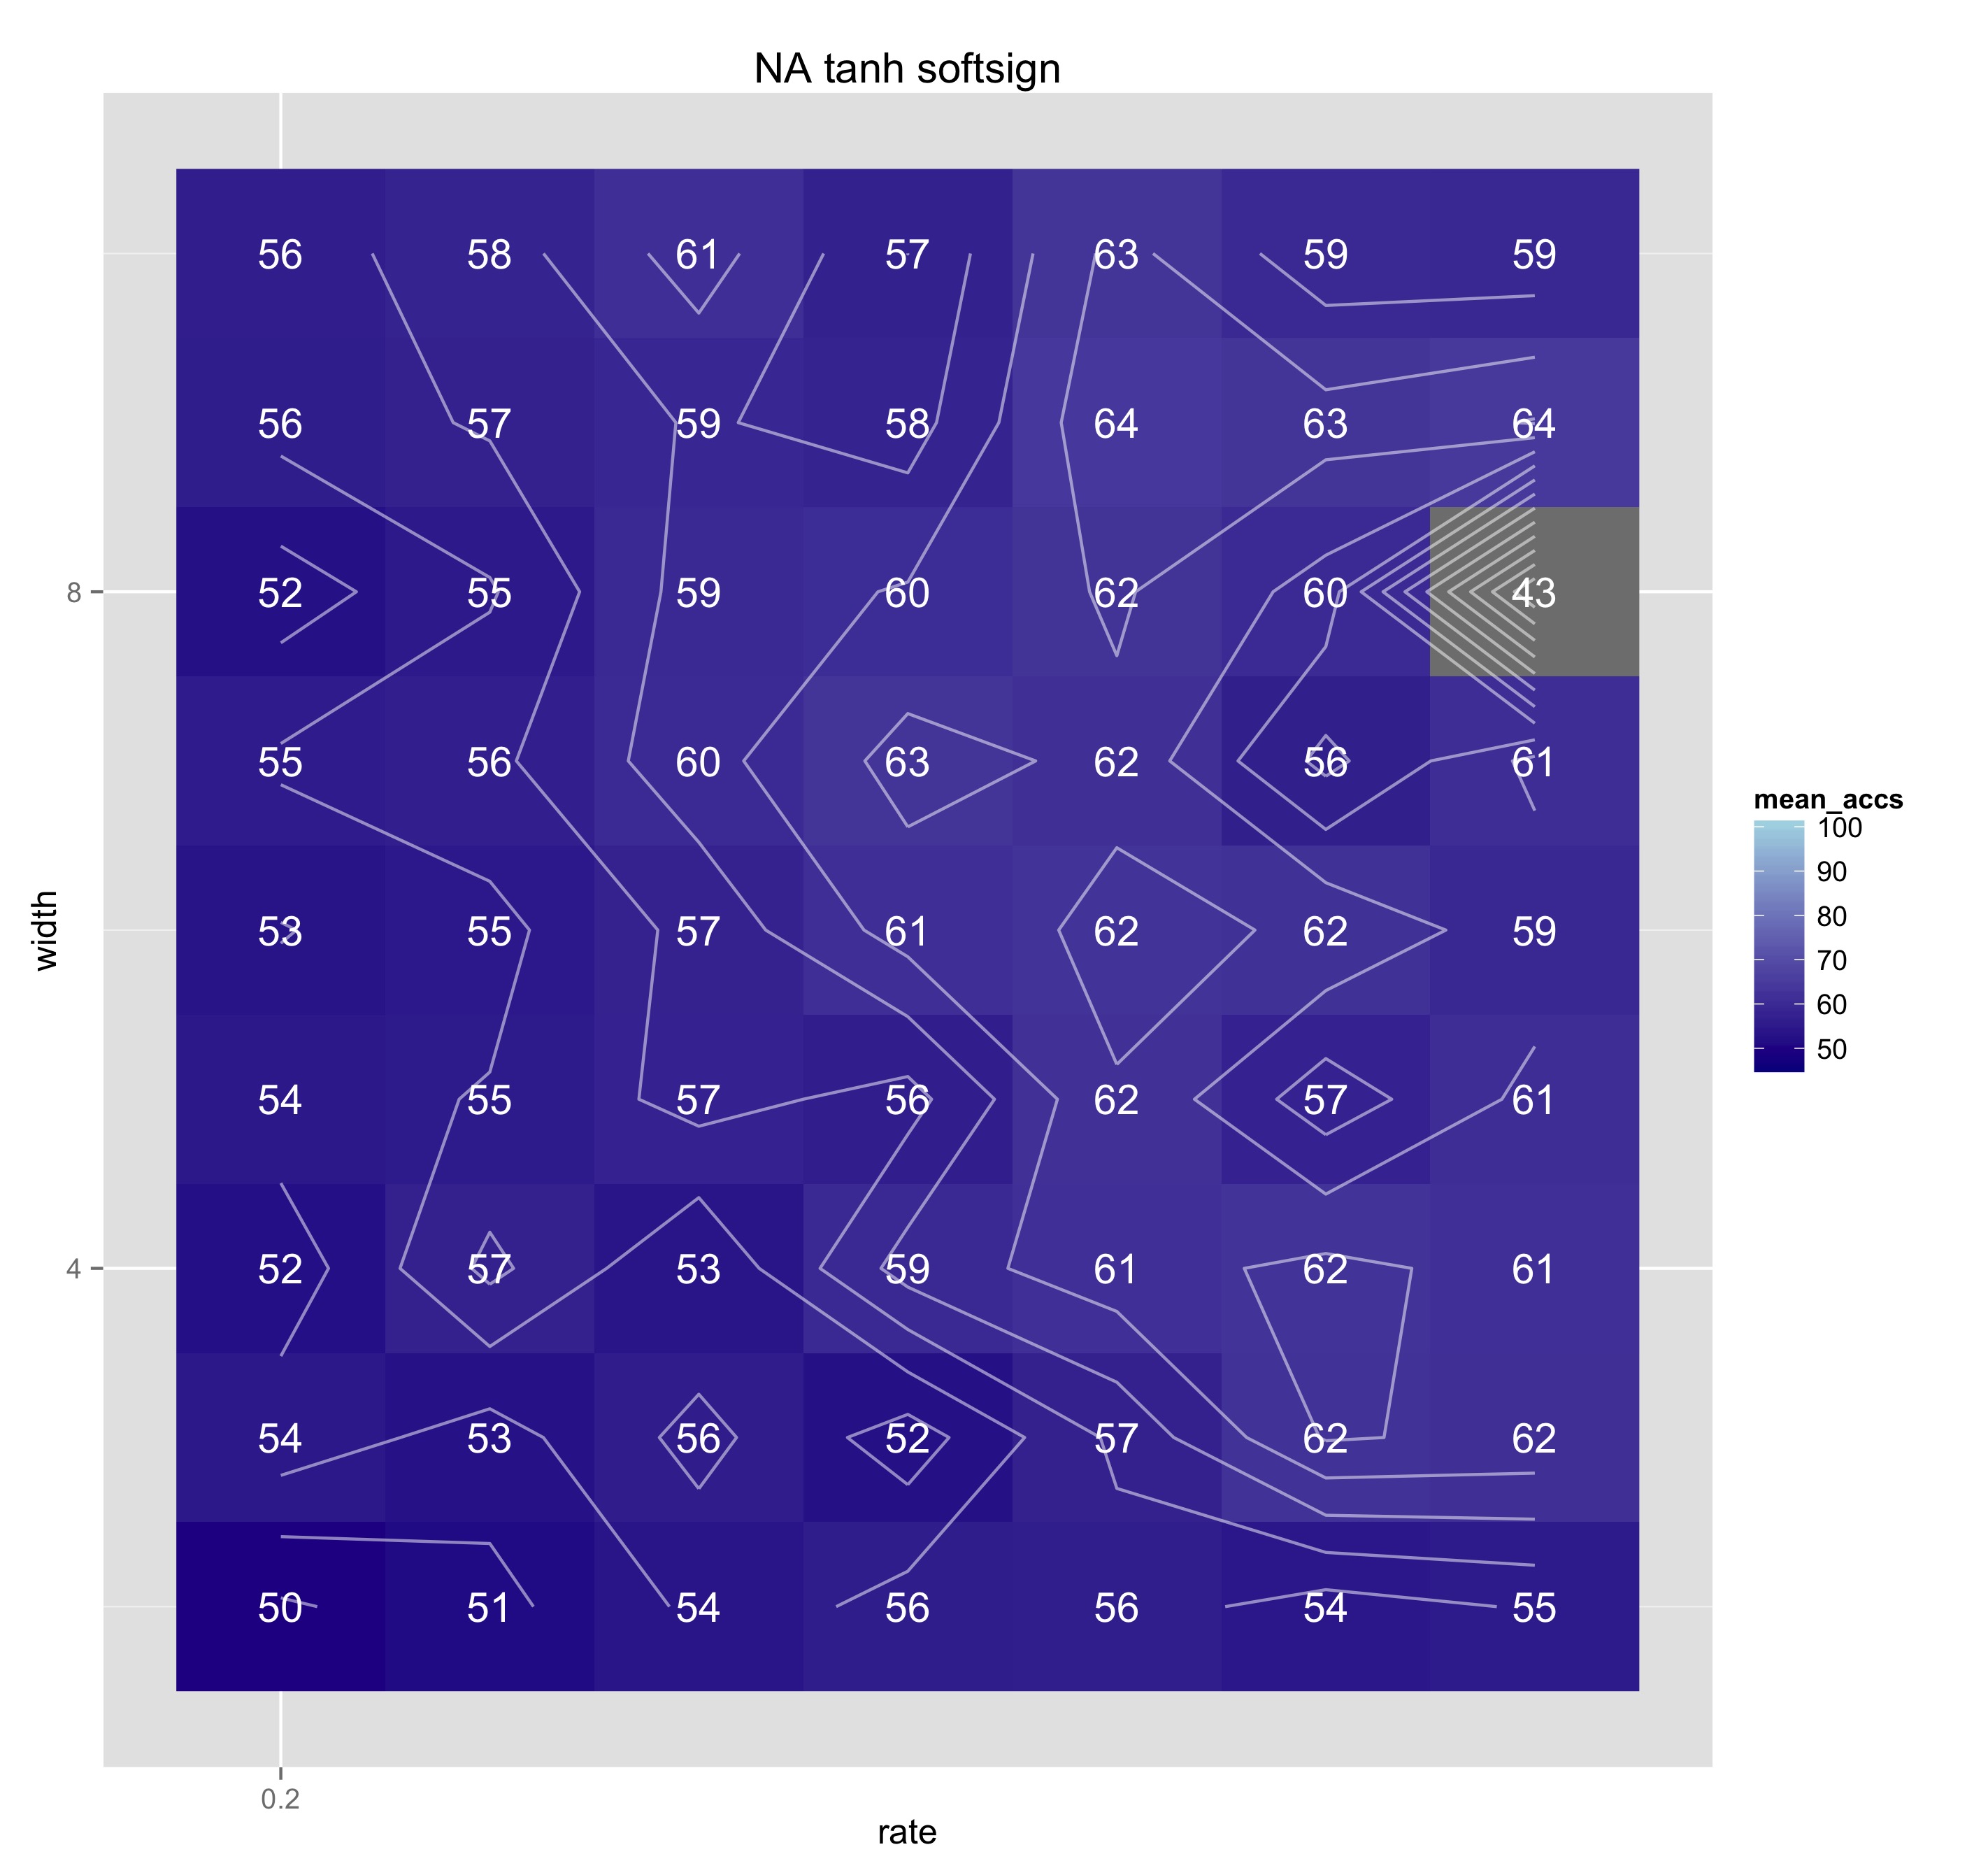 NA tanh softsign
56 58 61 57 63 59 59
56 57 59 58 64 63 64
8 52 55 59 60 62 60 43
55 56 60 63 62 56 61
53 55 57 61 62 62 59
54 55 57 56 62 57 61
4 52 57 53 59 61 62 61
54 53 56 52 57 62 62
50 51 54 56 56 54 55
width
0.2
rate
mean_accs
100
90
80
70
60
50